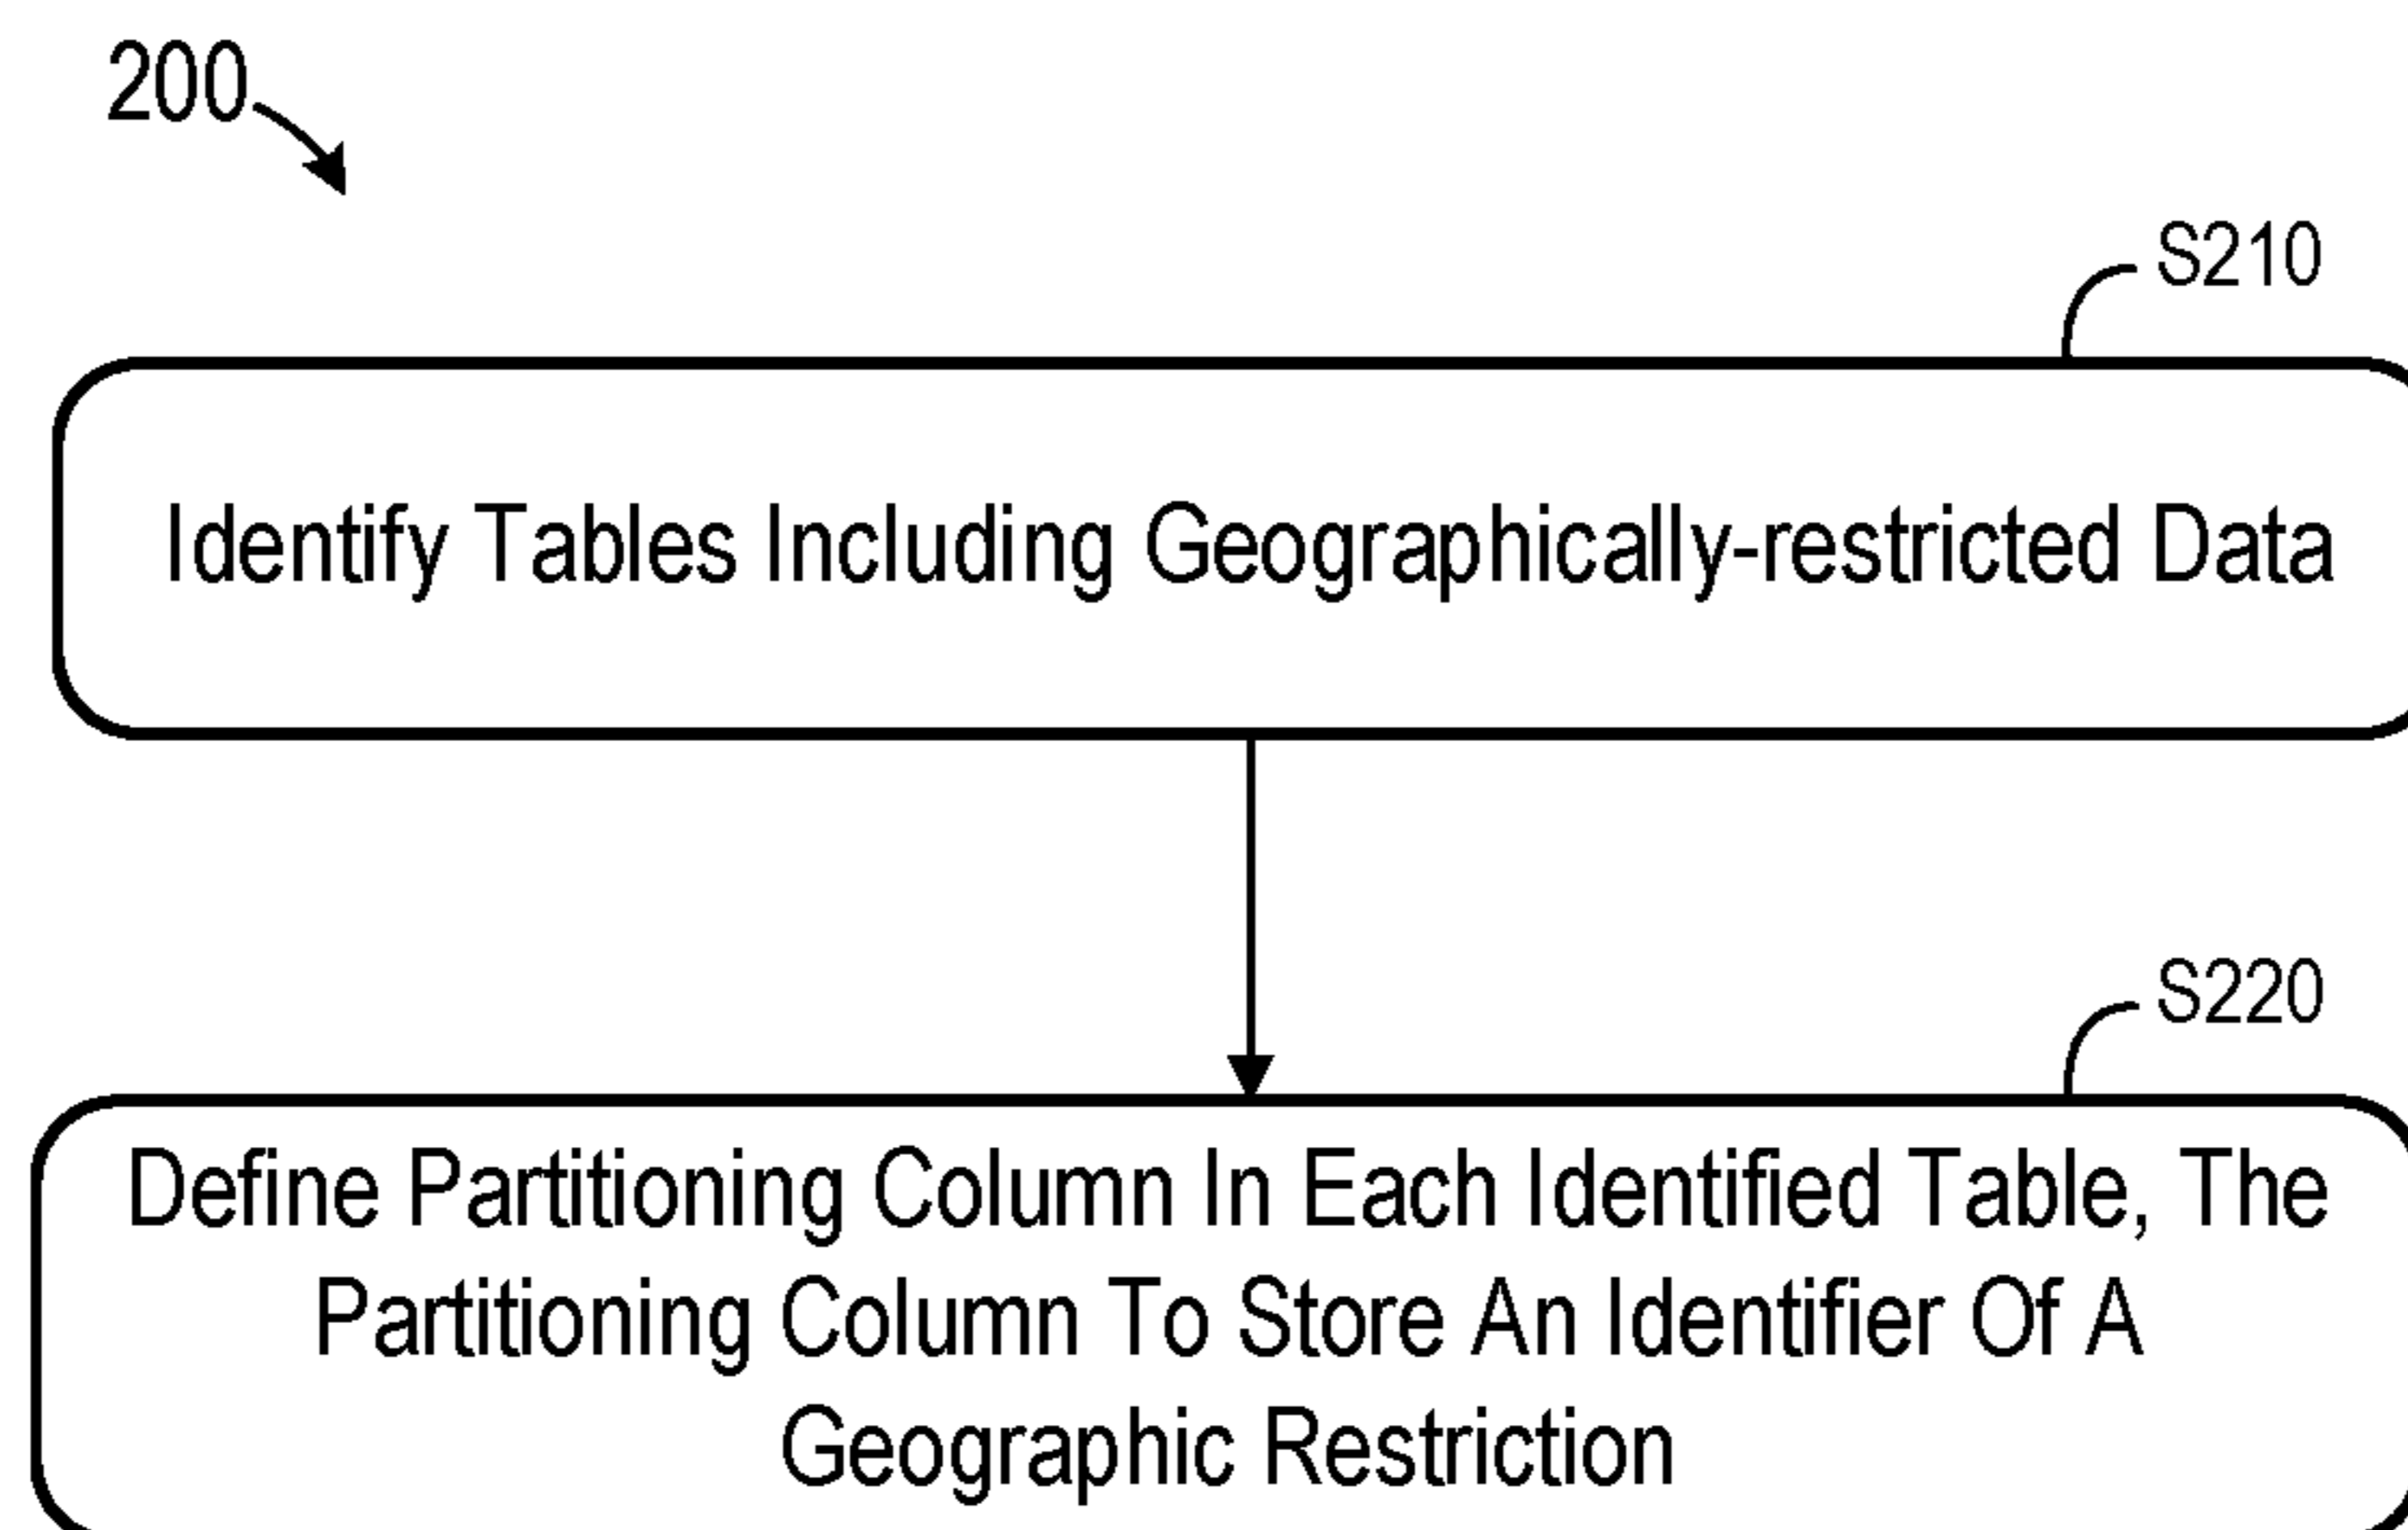 200
S210
Identify Tables Including Geographically-restricted Data
S220
Define Partitioning Column In Each Identified Table, The
Partitioning Column To Store An Identifier Of A
Geographic Restriction